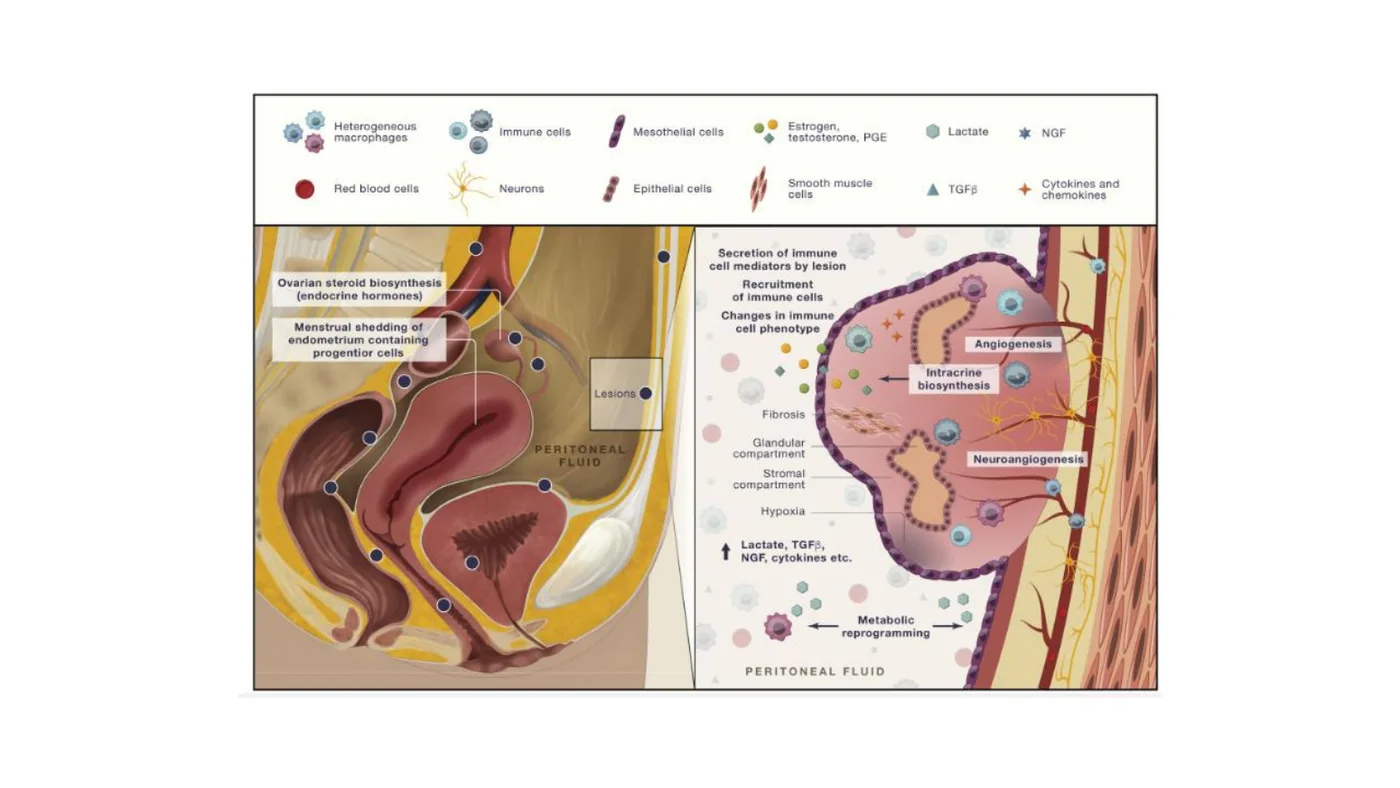 Heterogeneous
macrophages
Immune cells
Mesothelial cells
Estrogen,
testosterone, PGE
Lactate
NGF
Red blood cells
Neurons
Epithelial cells
Smooth muscle
cells
TGFβ
Cytokines and
chemokines
Ovarian steroid biosynthesis
(endocrine hormones)
Menstrual shedding of
endometrium containing
progentior cells
Lesions
PERITONEAL
FLUID
Secretion of immune
cell mediators by lesion
Recruitment
of immune cells
Changes in immune
cell phenotype
Angiogenesis
Intracrine
biosynthesis
Fibrosis
Glandular
compartment
Neuroangiogenesis
Stromal
compartment
Hypoxia
Lactate, TGFβ,
NGF, cytokines etc.
Metabolic
reprogramming
PERITONEAL FLUID